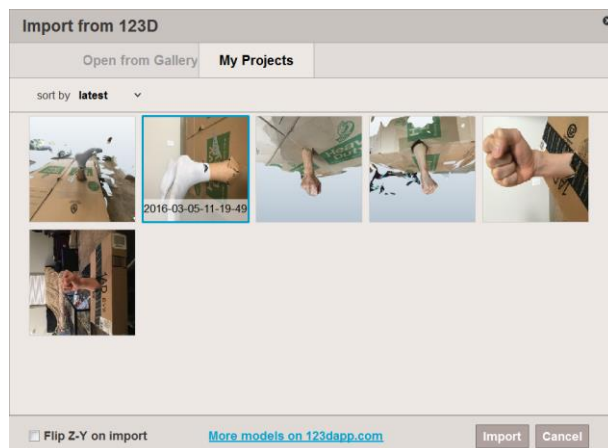 Import from 123D
Open from Gallery
My Projects
sort by latest
2016-03-05-11-19-49
Flip Z-Y on import
More models on 123dapp.com
Import
Cancel